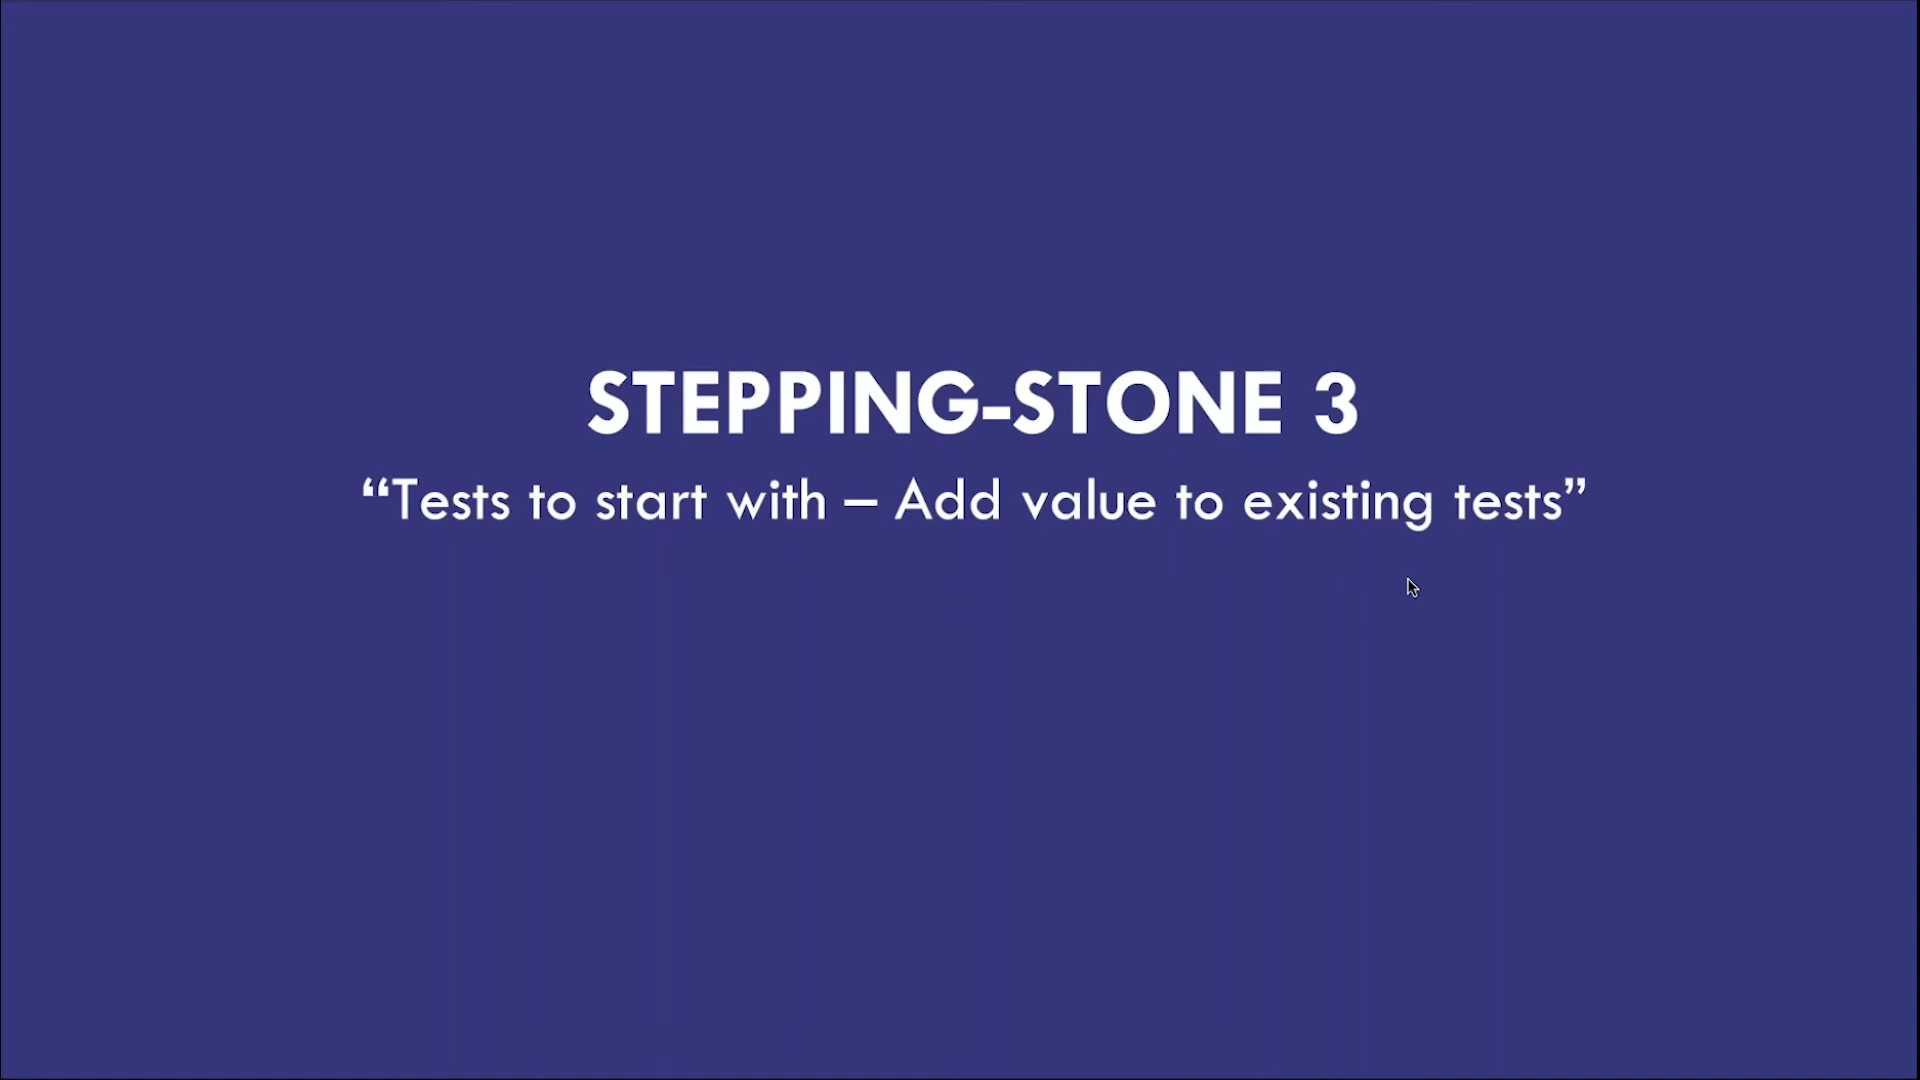 STEPPING-STONE 3
“Tests to start with – Add value to existing tests”